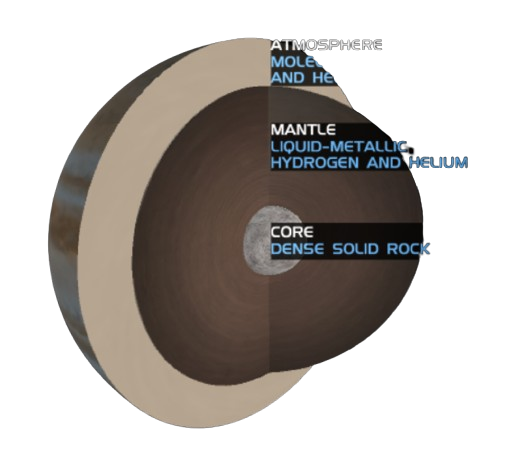 ATMOSPHERE
AND
MANTLE
LIQUID-METALLIC
HYDROGEN AND HELIUM
CORE
DENSE SOLID ROCK